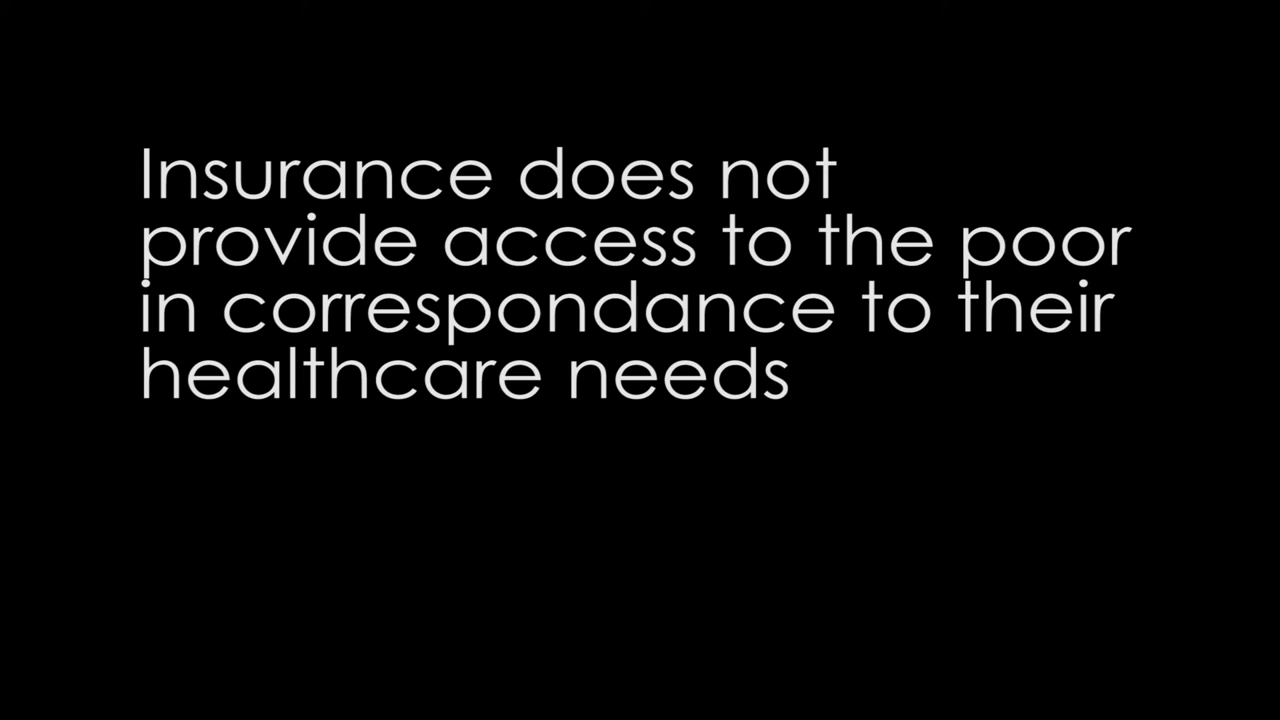 Insurance does not
provide access to the poor
in correspondance to their
healthcare needs